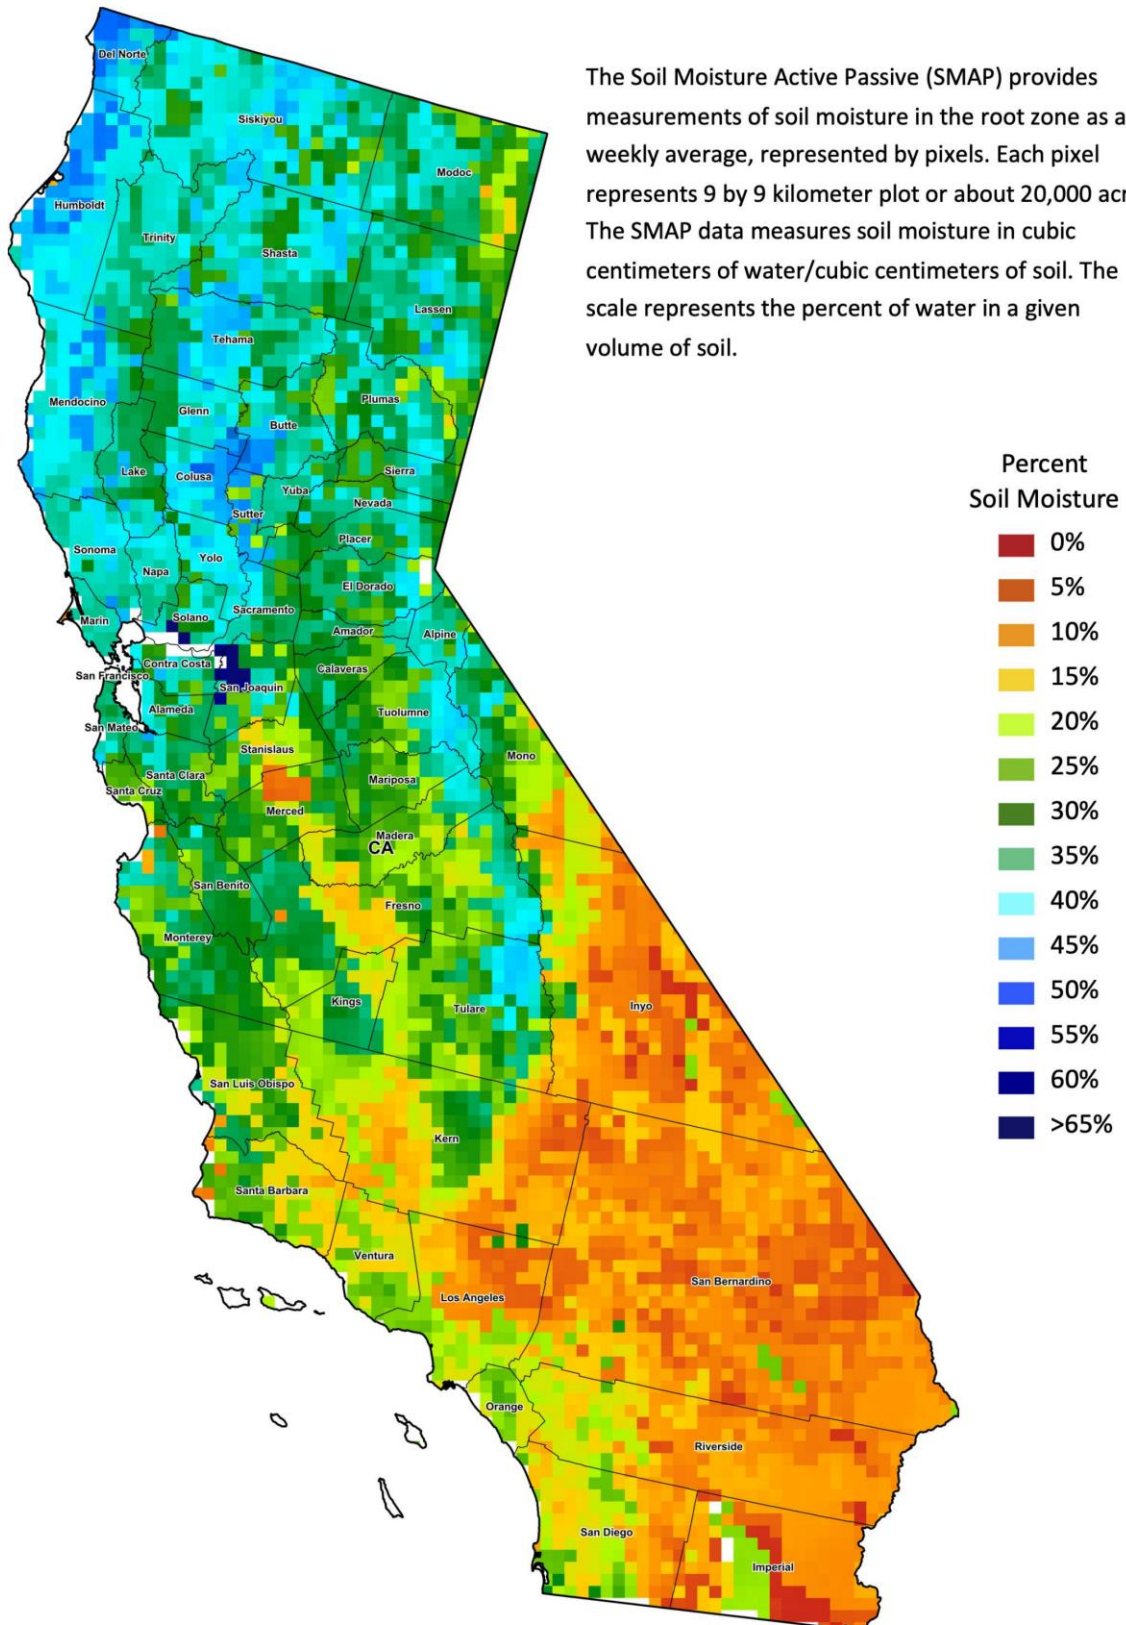 The Soil Moisture Active Passive (SMAP) provides
measurements of soil moisture in the root zone as a
weekly average, represented by pixels. Each pixel
represents 9 by 9 kilometer plot or about 20,000 acr
The SMAP data measures soil moisture in cubic
centimeters of water/cubic centimeters of soil. The
scale represents the percent of water in a given
volume of soil.
Percent
Soil Moisture
0%
5%
10%
15%
20%
25%
30%
35%
40%
45%
50%
55%
60%
>65%
Del Norte
Siskiyou
Modoc
Humboldt
Trinity
Shasta
Lassen
Tehama
Plumas
Mendocino
Glenn
Butte
Lake
Colusa
Sierra
Yuba
Nevada
Sutter
Placer
Sonoma
Yolo
Napa
El Dorado
Sacramento
Solano
Marin
Amador
Alpine
Contra Costa
Calaveras
San Francisco
San Joaquin
Alameda
Tuolumne
San Mateo
Stanislaus
Mono
Santa Clara
Mariposa
Santa Cruz
Merced
Madera
CA
San Benito
Fresno
Monterey
Kings
Tulare
Inyo
San Luis Obispo
Kern
Santa Barbara
Ventura
San Bernardino
Los Angeles
Orange
Riverside
San Diego
Imperial